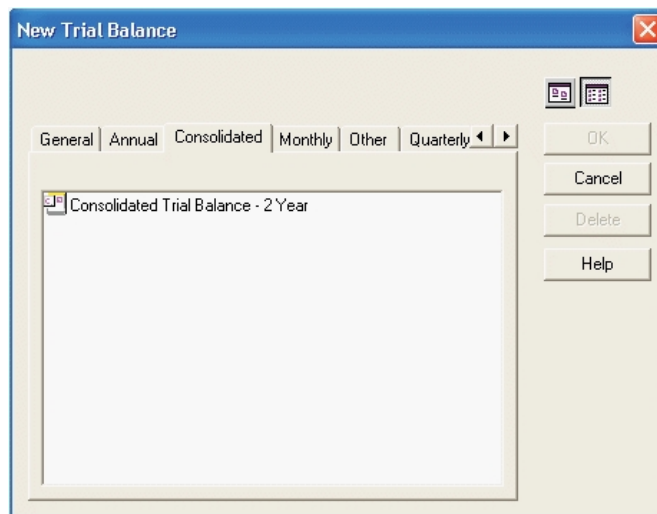 New Trial Balance
General Annual Consolidated Monthly Other Quarterly
OK
Cancel
Delete
Help
Consolidated Trial Balance - 2 Year